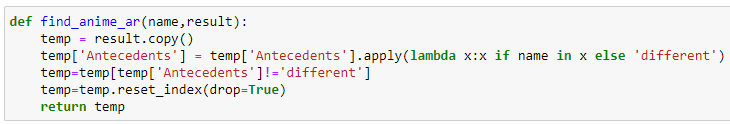 def find_anime_ar(name,result):
    temp = result.copy()
    temp['Antecedents'] = temp['Antecedents'].apply(lambda x:x if name in x else 'different')
    temp=temp[temp['Antecedents']!='different']
    temp=temp.reset_index(drop=True)
    return temp